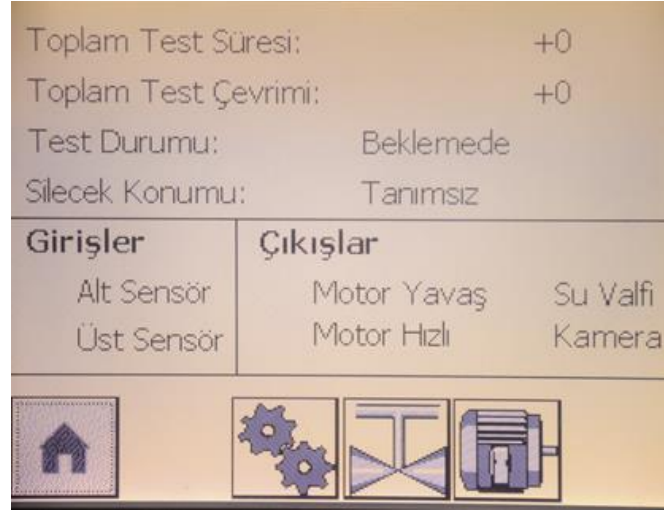 Toplam Test Süresi: +0
Toplam Test Çevrimi: +0
Test Durumu: Beklemede
Silecek Konumu: Tanımsız
Girişler Çıkışlar
Alt Sensör Motor Yavaş Su Valfi
Üst Sensör Motor Hızlı Kamera